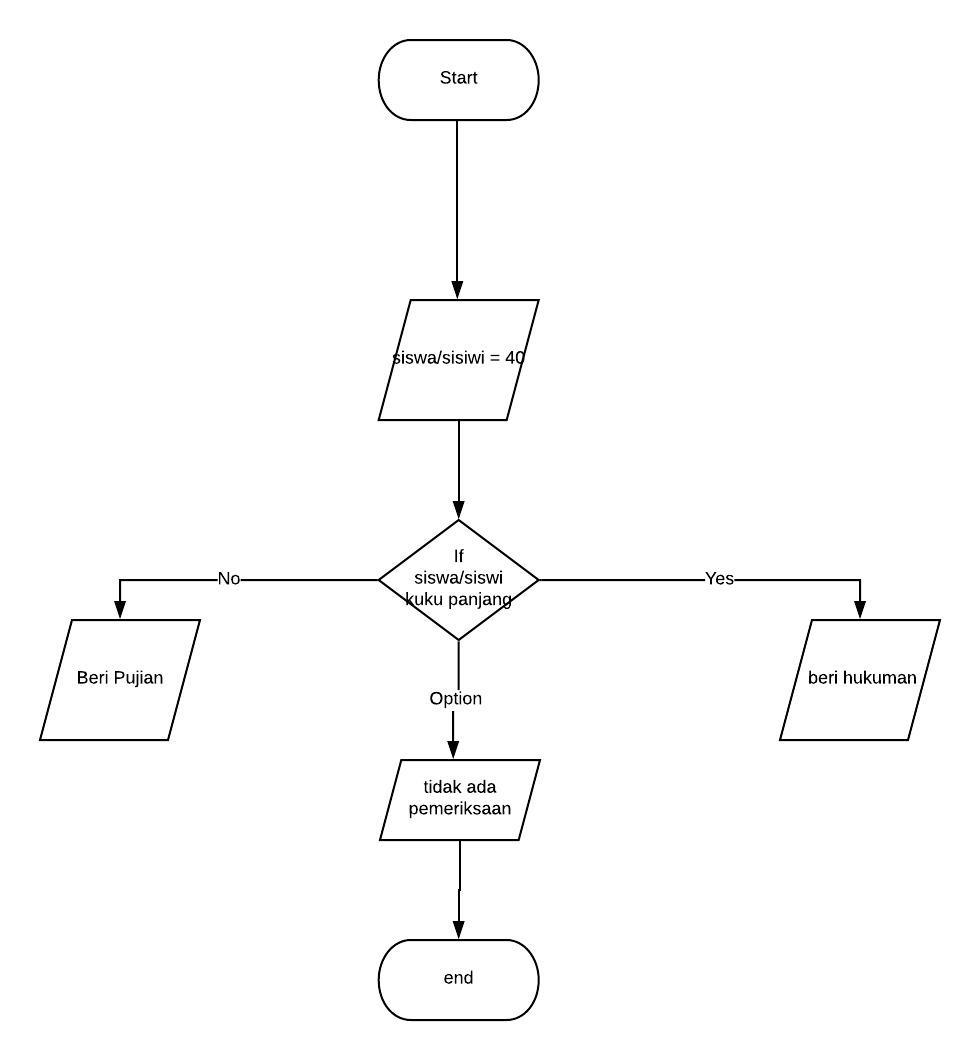 Start
siswa/sisiwi = 40
If
siswa/siswi
kuku panjang
No
Yes
Beri Pujian
beri hukuman
Option
tidak ada
pemeriksaan
end